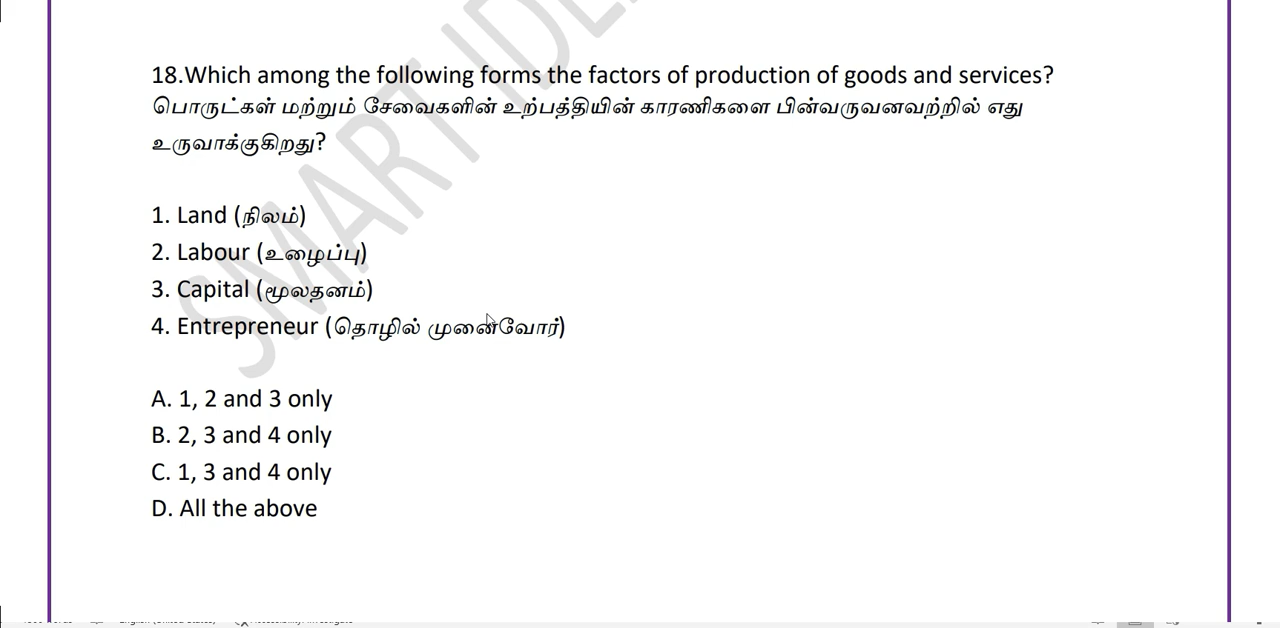 18.Which among the following forms the factors of production of goods and services?
பொருட்கள் மற்றும் சேவைகளின் உற்பத்தியின் காரணிகளை பின்வருவனவற்றில் எது
உருவாக்குகிறது?
1. Land (நிலம்)
2. Labour (உழைப்பு)
3. Capital (மூலதனம்)
4. Entrepreneur (தொழில் முனைவோர்)
A. 1, 2 and 3 only
B. 2, 3 and 4 only
C. 1, 3 and 4 only
D. All the above
SMART IDE